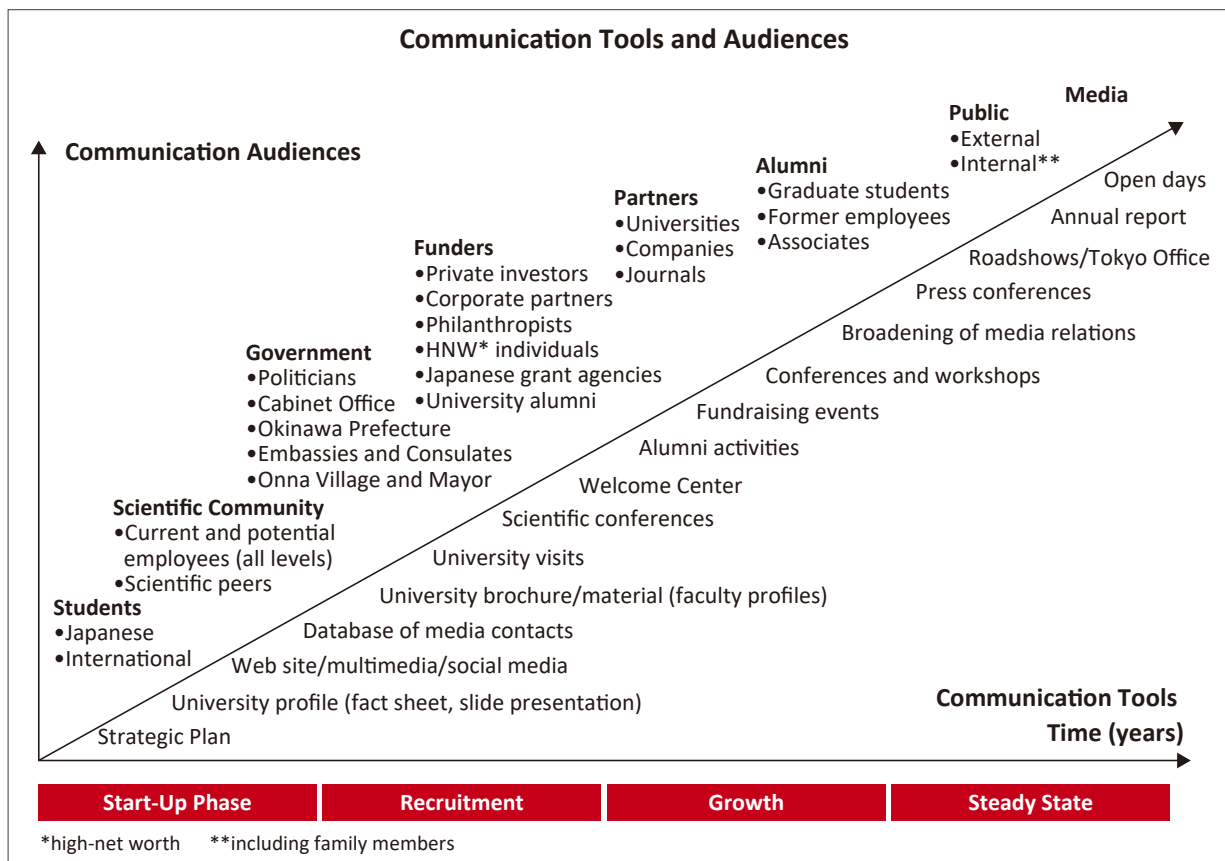 Communication Tools and Audiences
Communication Audiences
Media
Public
•External
•Internal**
Alumni
•Graduate students
•Former employees
•Associates
Partners
•Universities
•Companies
•Journals
Funders
•Private investors
•Corporate partners
•Philanthropists
•HNW* individuals
•Japanese grant agencies
•University alumni
Government
•Politicians
•Cabinet Office
•Okinawa Prefecture
•Embassies and Consulates
•Onna Village and Mayor
Scientific Community
•Current and potential
employees (all levels)
•Scientific peers
Students
•Japanese
•International
Open days
Annual report
Roadshows/Tokyo Office
Press conferences
Broadening of media relations
Conferences and workshops
Fundraising events
Alumni activities
Welcome Center
Scientific conferences
University visits
University brochure/material (faculty profiles)
Database of media contacts
Web site/multimedia/social media
University profile (fact sheet, slide presentation)
Strategic Plan
Communication Tools
Time (years)
Start-Up Phase
Recruitment
Growth
Steady State
*high-net worth **including family members